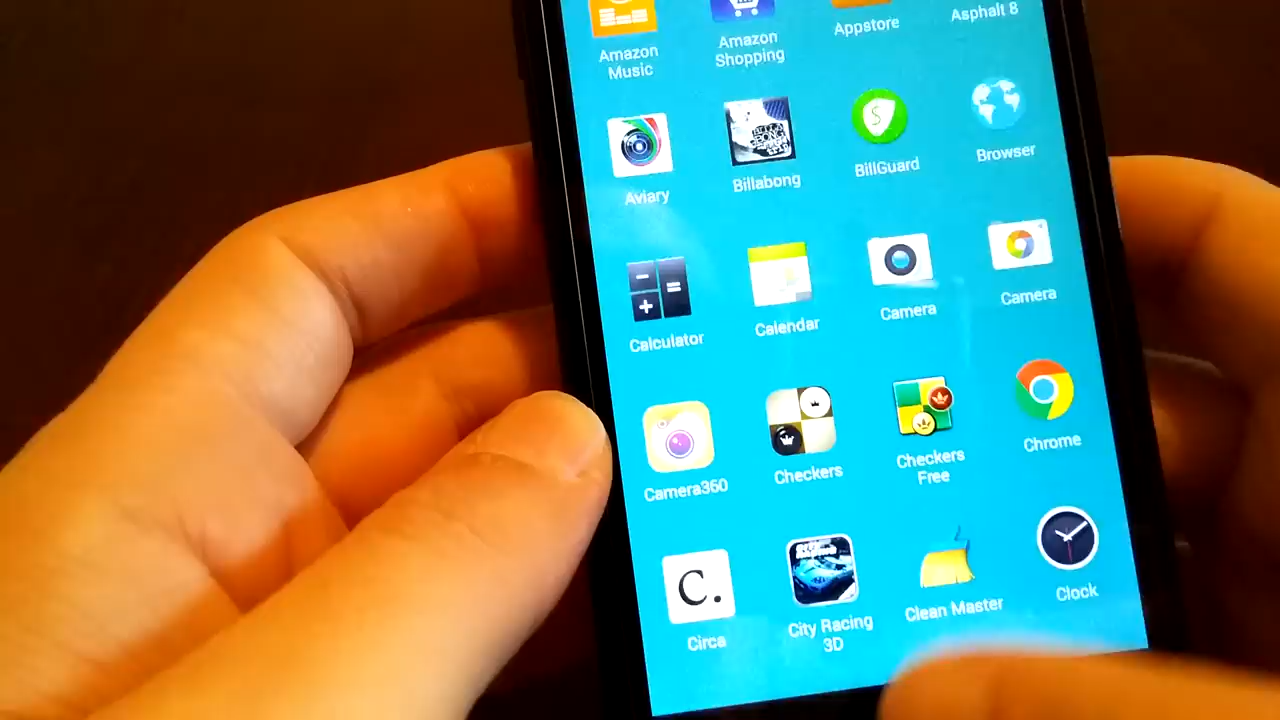 Amazon
Music
Amazon
Shopping
Appstore
Asphalt 8
Aviary
Billabong
BillGuard
Browser
Calculator
Calendar
Camera
Camera
Camera360
Checkers
Checkers
Free
Chrome
C.
Circa
City Racing
3D
Clean Master
Clock